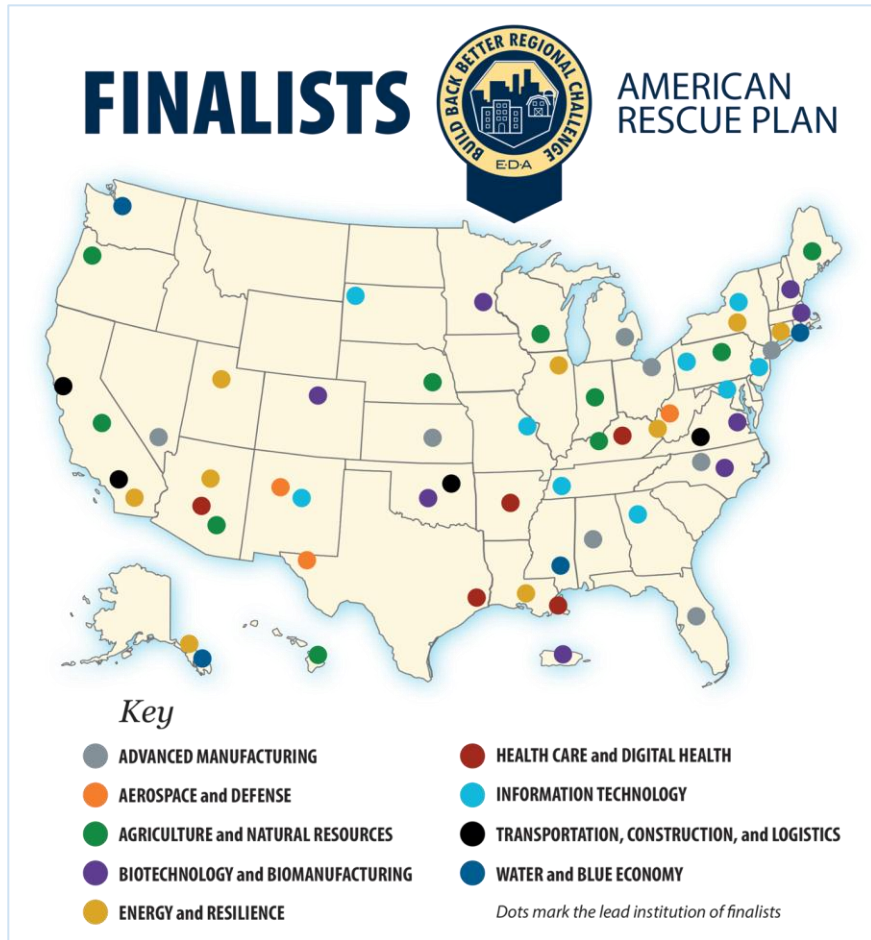 FINALISTS
BUILD BACK BETTER REGIONAL CHALLENGE
E·D·A
AMERICAN
RESCUE PLAN
Key
ADVANCED MANUFACTURING
AEROSPACE and DEFENSE
AGRICULTURE and NATURAL RESOURCES
BIOTECHNOLOGY and BIOMANUFACTURING
ENERGY and RESILIENCE
HEALTH CARE and DIGITAL HEALTH
INFORMATION TECHNOLOGY
TRANSPORTATION, CONSTRUCTION, and LOGISTICS
WATER and BLUE ECONOMY
Dots mark the lead institution of finalists